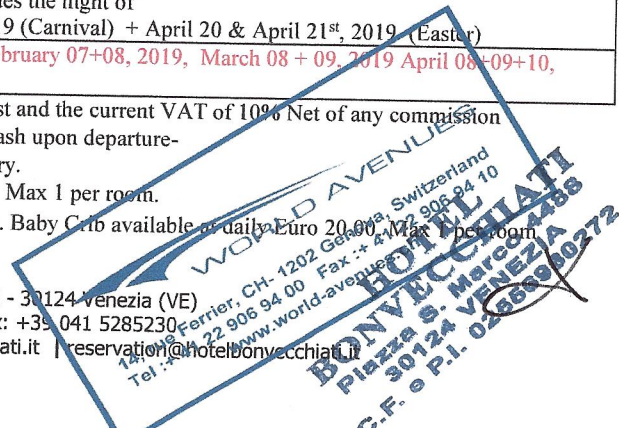 es the night of
9 (Carnival) + April 20 & April 21st, 2019 (Easter)
bruary 07+08, 2019, March 08 + 09, 2019 April 08+09+10,
st and the current VAT of 10% Net of any commission
ash upon departure-
ry.
Max 1 per room.
. Baby Crib available at daily Euro 20,00. Max 1 per room
- 30124 Venezia (VE)
: +39 041 5285230
ati.it | reservation@hotelbonvecchiati.it
WORLD AVENUES
14, rue Ferrier, CH- 1202 Geneva, Switzerland
Tel :+ 41 22 906 94 00 Fax :+ 41 22 906 94 10
www.world-avenues.
HOTEL
BONVECCHIATI
Piazza S. Marco 4488
30124 VENEZIA
C.F. e P.I.